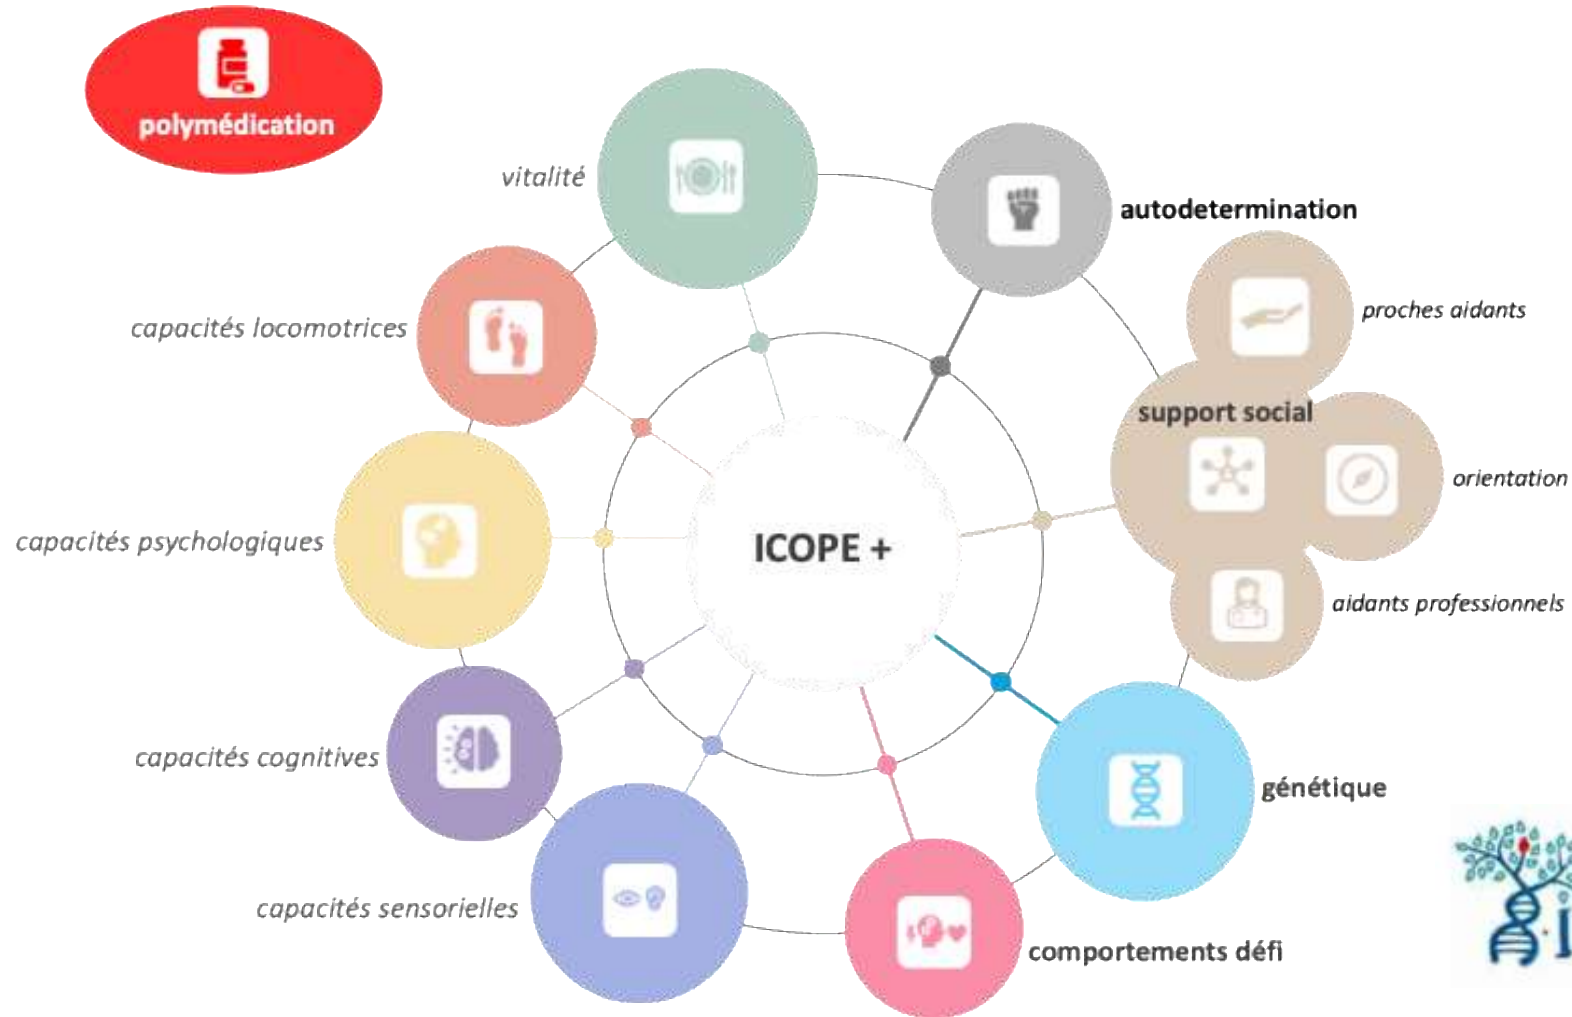 polymédication
vitalité
autodetermination
capacités locomotrices
proches aidants
support social
orientation
capacités psychologiques
ICOPE +
aidants professionnels
capacités cognitives
génétique
capacités sensorielles
comportements défi